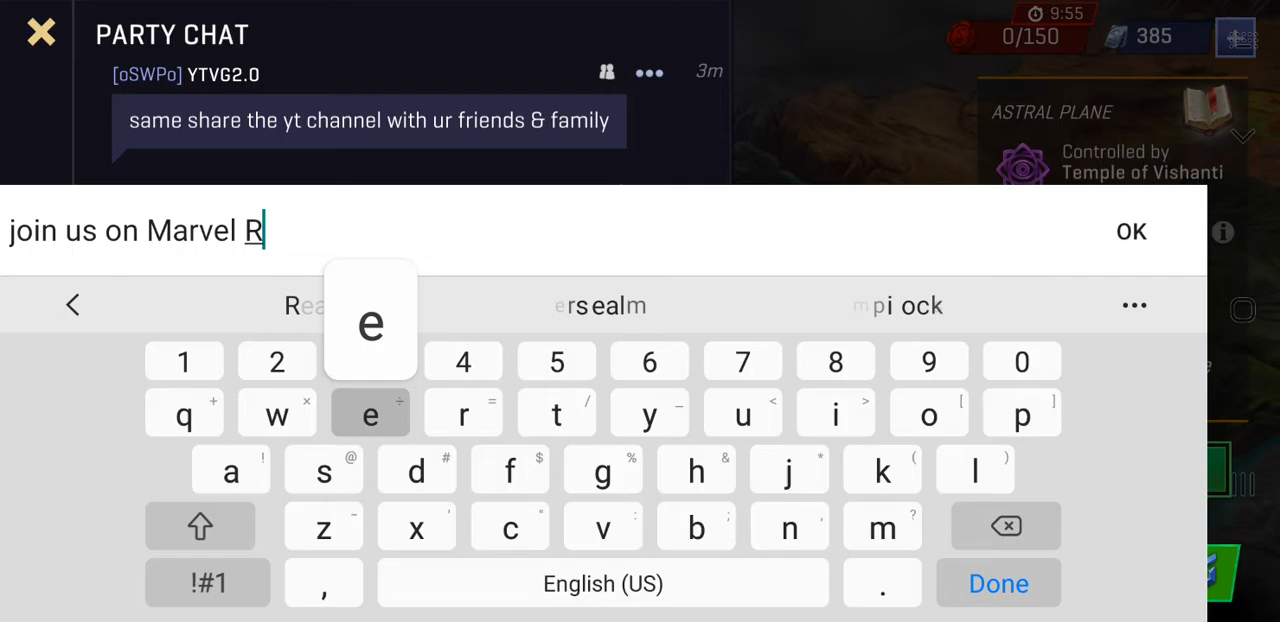 PARTY CHAT
[oSWPo] YTVG2.0
3m
same share the yt channel with ur friends & family
9:55
0/150
385
ASTRAL PLANE
Controlled by
Temple of Vishanti
join us on Marvel R
OK
e
1 2 4 5 6 7 8 9 0
q + w × e ÷ r = t / y _ u < i > o [ p ]
a ! s @ d # f $ g % h & j * k ( l )
z - x ' c " v : b ; n , m ?
!#1 , English (US) . Done